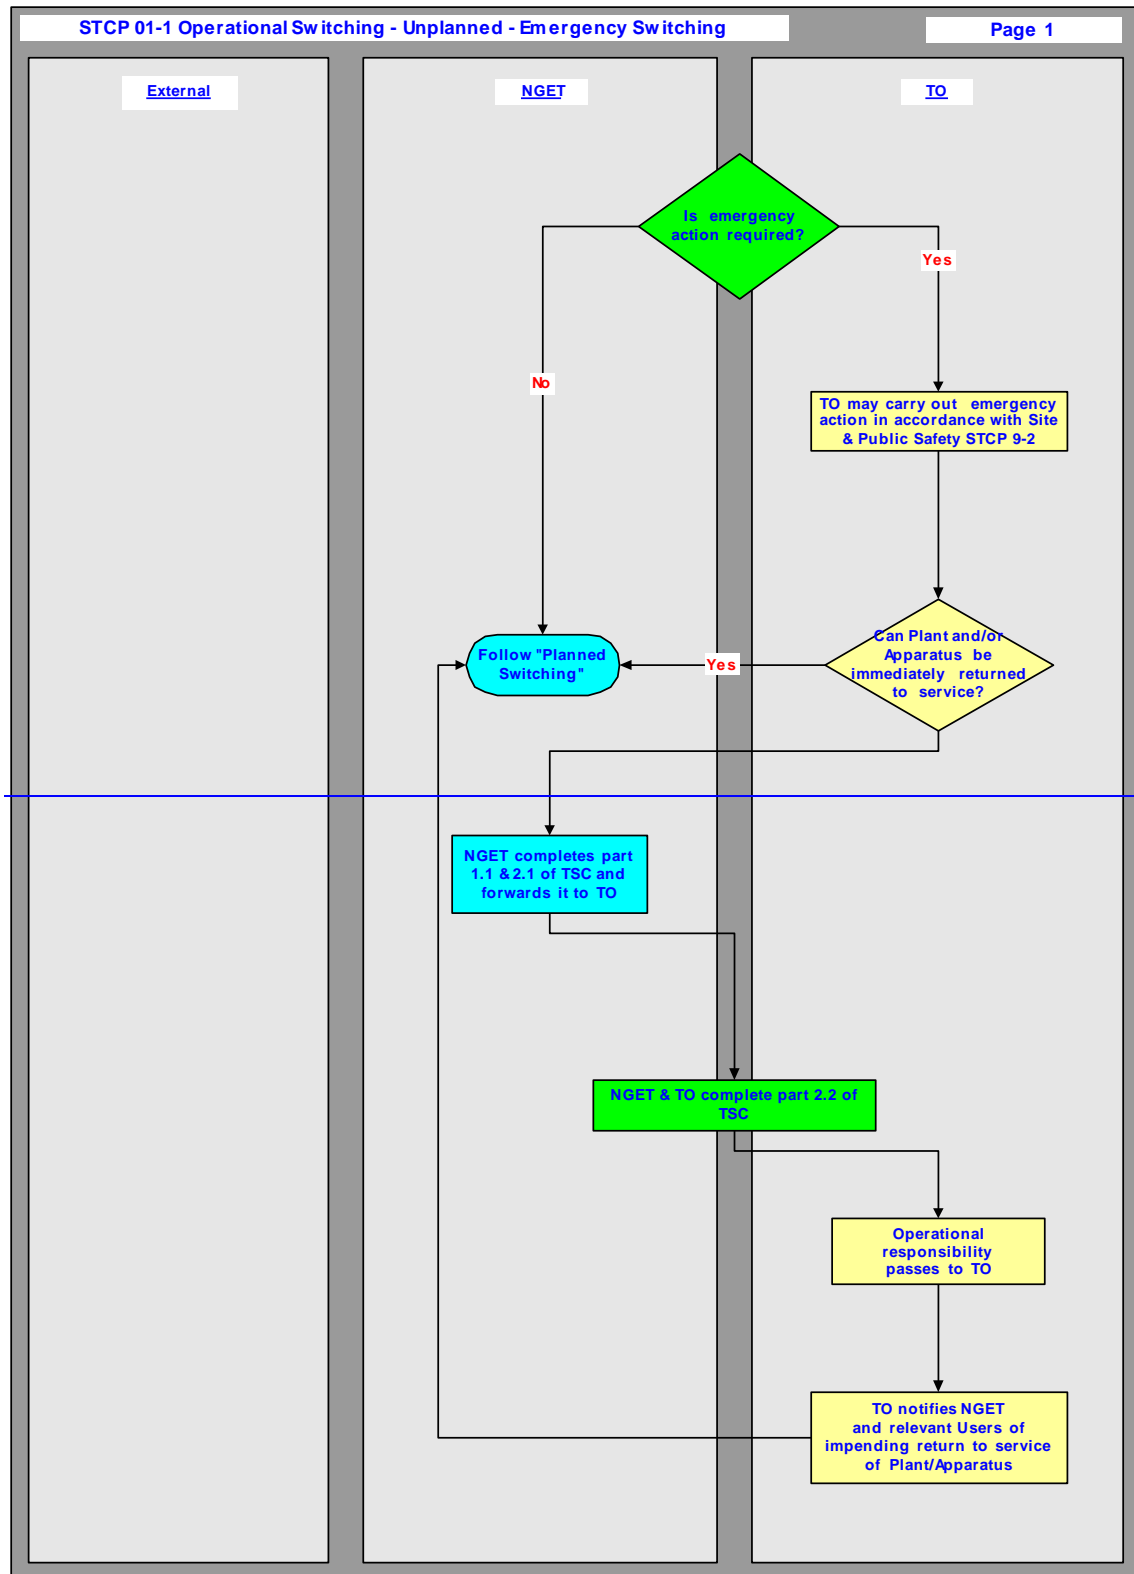 STCP 01-1 Operational Switching - Unplanned - Emergency Switching
Page 1
External
NGET
TO
Is emergency
action required?
Yes
No
TO may carry out emergency
action in accordance with Site
& Public Safety STCP 9-2
Can Plant and/or
Apparatus be
immediately returned
to service?
Yes
Follow "Planned
Switching"
NGET completes part
1.1 & 2.1 of TSC and
forwards it to TO
NGET & TO complete part 2.2 of
TSC
Operational
responsibility
passes to TO
TO notifies NGET
and relevant Users of
impending return to service
of Plant/Apparatus